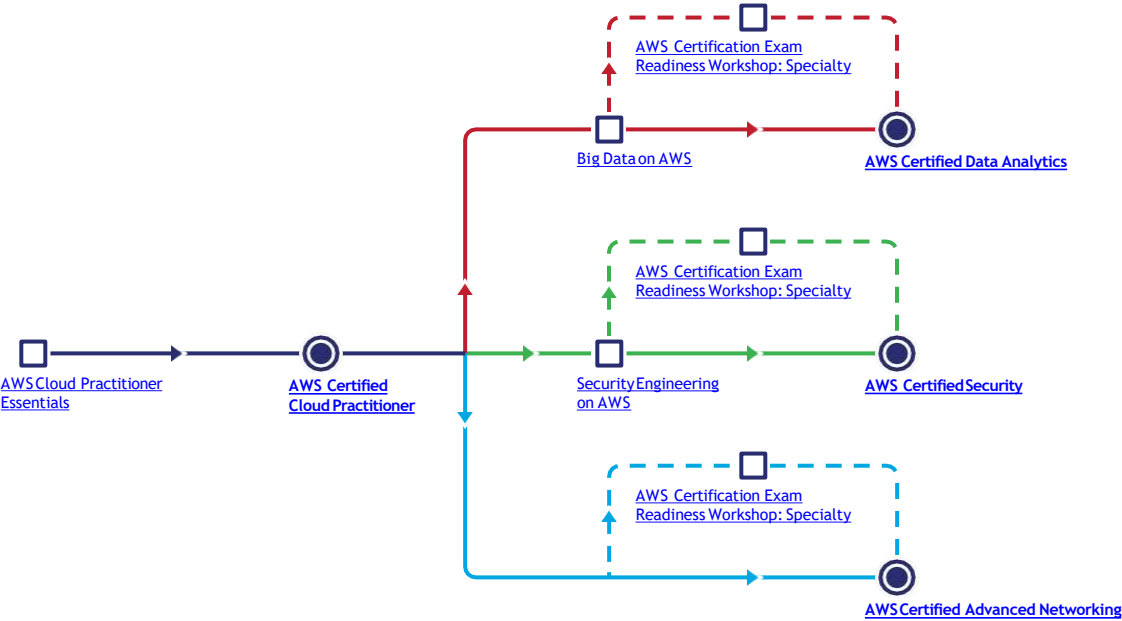 AWS Certification Exam
Readiness Workshop: Specialty
Big Data on AWS
AWS Certified Data Analytics
AWS Certification Exam
Readiness Workshop: Specialty
AWS Cloud Practitioner
Essentials
AWS Certified
Cloud Practitioner
Security Engineering
on AWS
AWS Certified Security
AWS Certification Exam
Readiness Workshop: Specialty
AWS Certified Advanced Networking